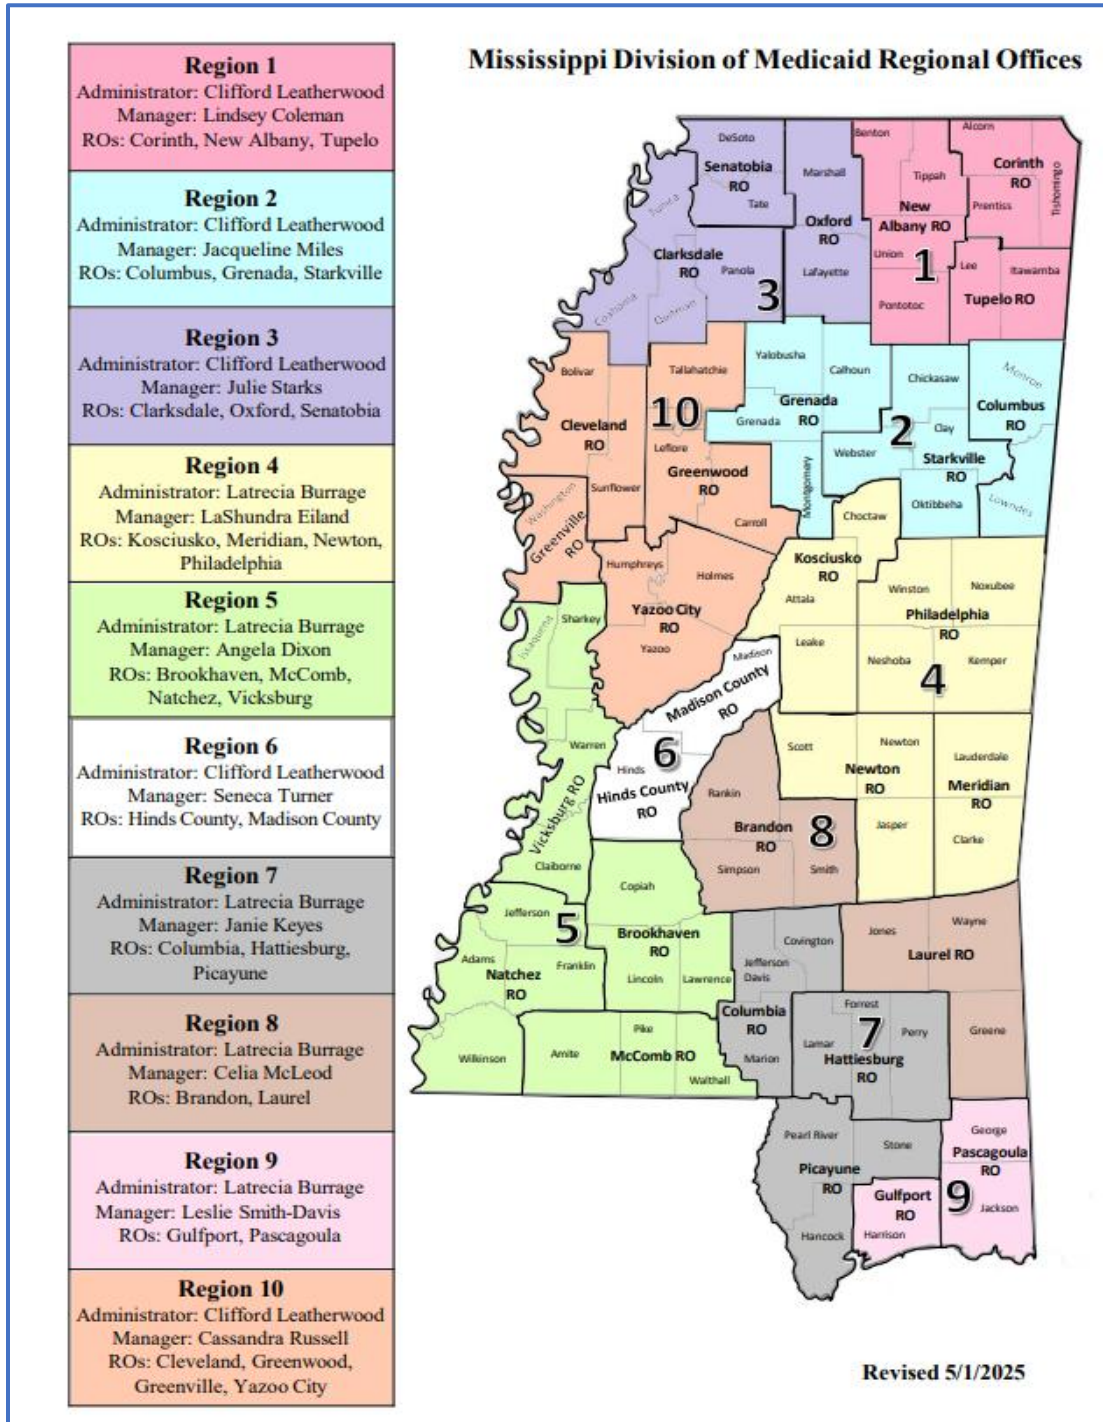 Mississippi Division of Medicaid Regional Offices
Region 1
Administrator: Clifford Leatherwood
Manager: Lindsey Coleman
ROs: Corinth, New Albany, Tupelo
Region 2
Administrator: Clifford Leatherwood
Manager: Jacqueline Miles
ROs: Columbus, Grenada, Starkville
Region 3
Administrator: Clifford Leatherwood
Manager: Julie Starks
ROs: Clarksdale, Oxford, Senatobia
Region 4
Administrator: Latrecia Burrage
Manager: LaShundra Eiland
ROs: Kosciusko, Meridian, Newton,
Philadelphia
Region 5
Administrator: Latrecia Burrage
Manager: Angela Dixon
ROs: Brookhaven, McComb,
Natchez, Vicksburg
Region 6
Administrator: Clifford Leatherwood
Manager: Seneca Turner
ROs: Hinds County, Madison County
Region 7
Administrator: Latrecia Burrage
Manager: Janie Keyes
ROs: Columbia, Hattiesburg,
Picayune
Region 8
Administrator: Latrecia Burrage
Manager: Celia McLeod
ROs: Brandon, Laurel
Region 9
Administrator: Latrecia Burrage
Manager: Leslie Smith-Davis
ROs: Gulfport, Pascagoula
Region 10
Administrator: Clifford Leatherwood
Manager: Cassandra Russell
ROs: Cleveland, Greenwood,
Greenville, Yazoo City
DeSoto
Senatobia
RO
Tate
Tunica
Clarksdale
RO
Panola
Coahoma
Quitman
3
Marshall
Oxford
RO
Lafayette
Benton
Tippah
New
Albany RO
Union
1
Pontotoc
Alcorn
Corinth
RO
Prentiss
Tishomingo
Lee
Itawamba
Tupelo RO
Bolivar
Cleveland
RO
Sunflower
Tallahatchie
10
Leflore
Greenwood
RO
Carroll
Washington
Greenville
RO
Humphreys
Holmes
Yazoo City
RO
Yazoo
Yalobusha
Calhoun
Grenada
RO
Grenada
Montgomery
Chickasaw
2
Clay
Webster
Starkville
RO
Oktibbeha
Monroe
Columbus
RO
Lowndes
Choctaw
Kosciusko
RO
Attala
Leake
Winston
Noxubee
Philadelphia
RO
Neshoba
Kemper
4
Scott
Newton
Newton
RO
Jasper
Lauderdale
Meridian
RO
Clarke
Issaquena
Sharkey
Warren
Vicksburg RO
Claiborne
Madison
Madison County
RO
6
Hinds
Hinds County
RO
Rankin
Brandon
RO
8
Simpson
Smith
Jefferson
5
Adams
Natchez
RO
Franklin
Wilkinson
Copiah
Brookhaven
RO
Lincoln
Lawrence
Pike
Amite
McComb RO
Walthall
Covington
Jefferson
Davis
Columbia
RO
Marion
Jones
Wayne
Laurel RO
Greene
Forrest
7
Lamar
Perry
Hattiesburg
RO
Pearl River
Stone
Picayune
RO
Hancock
George
Pascagoula
RO
9
Jackson
Gulfport
RO
Harrison
Revised 5/1/2025